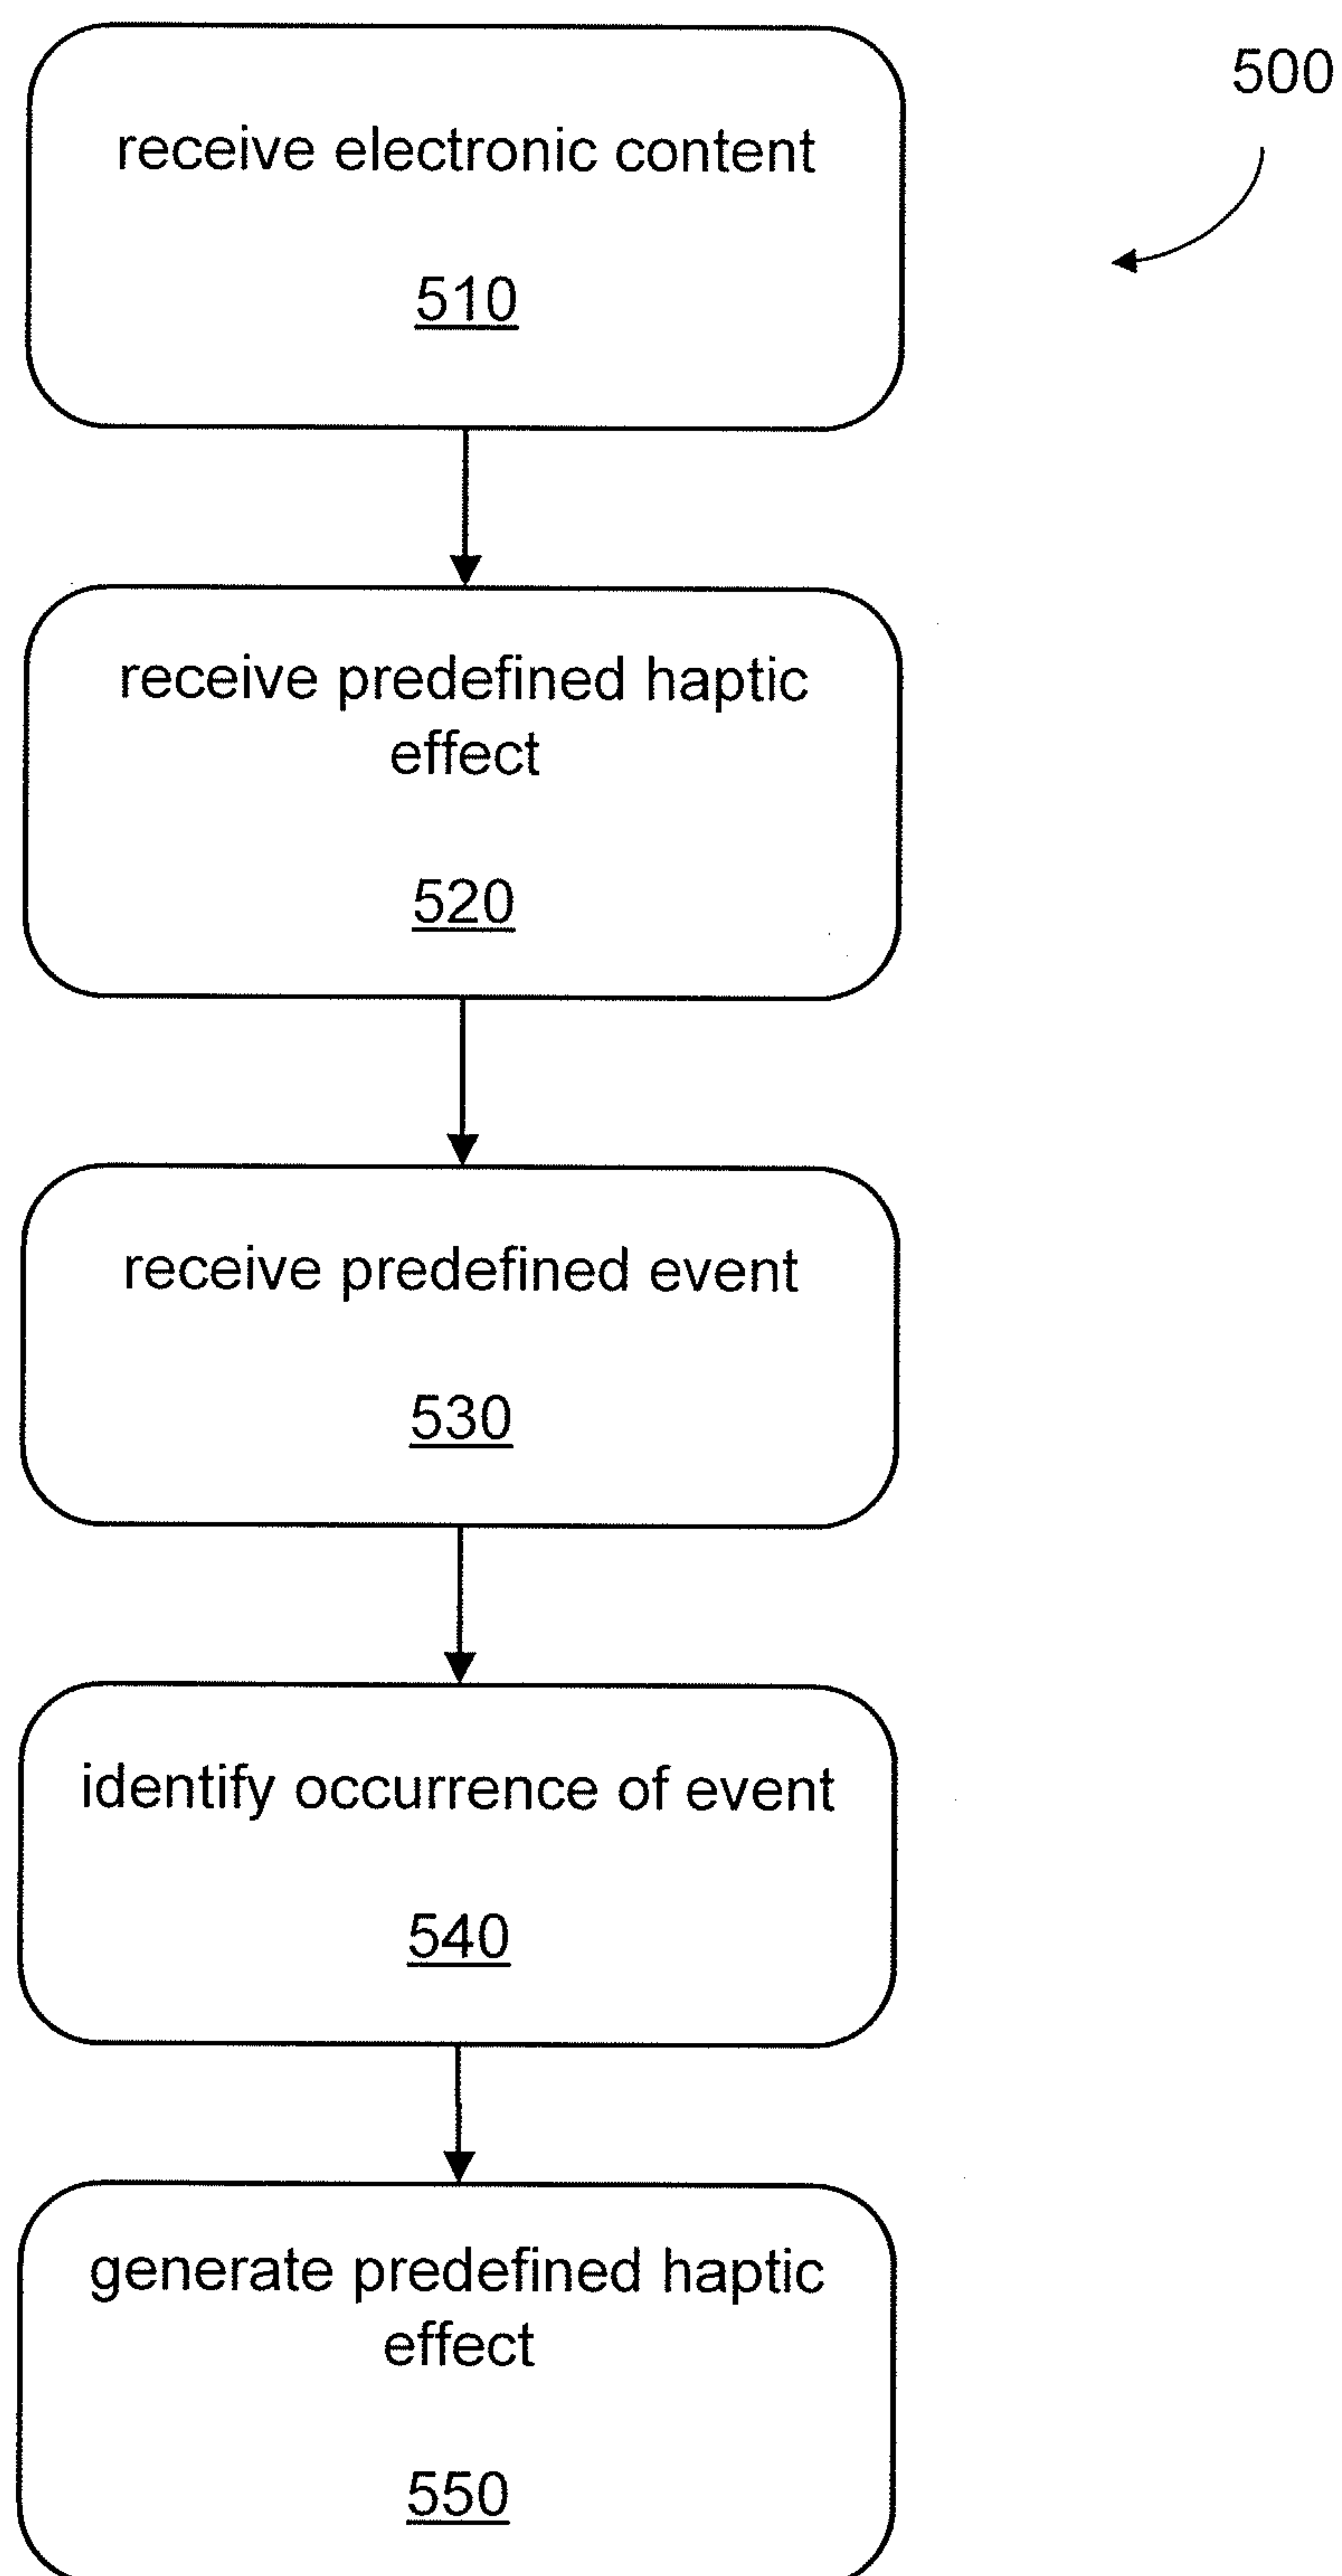 500
receive electronic content
510
receive predefined haptic
effect
520
receive predefined event
530
identify occurrence of event
540
generate predefined haptic
effect
550